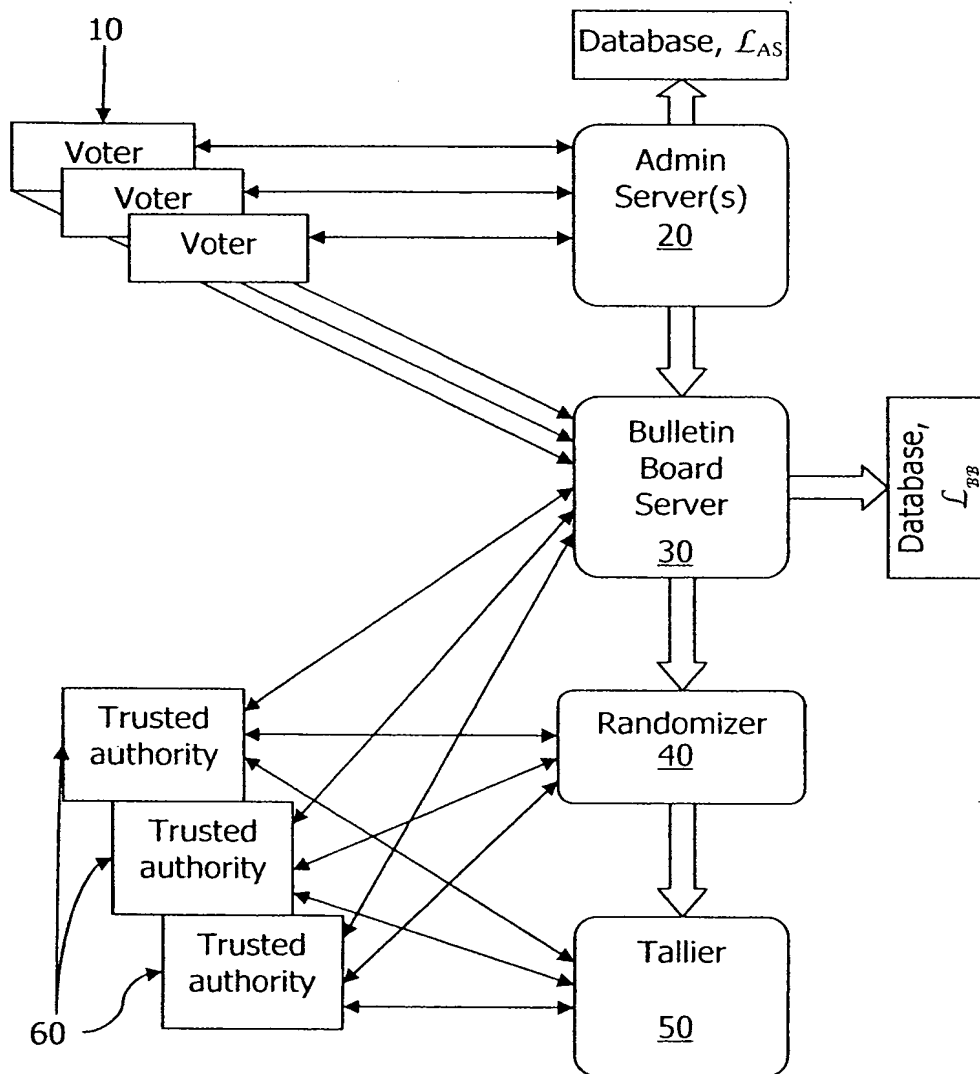 10
Database, ℒAS
Voter
Voter
Voter
Admin
Server(s)
20
Bulletin
Board
Server
30
Database,
ℒBB
Trusted
authority
Trusted
authority
Trusted
authority
60
Randomizer
40
Tallier
50